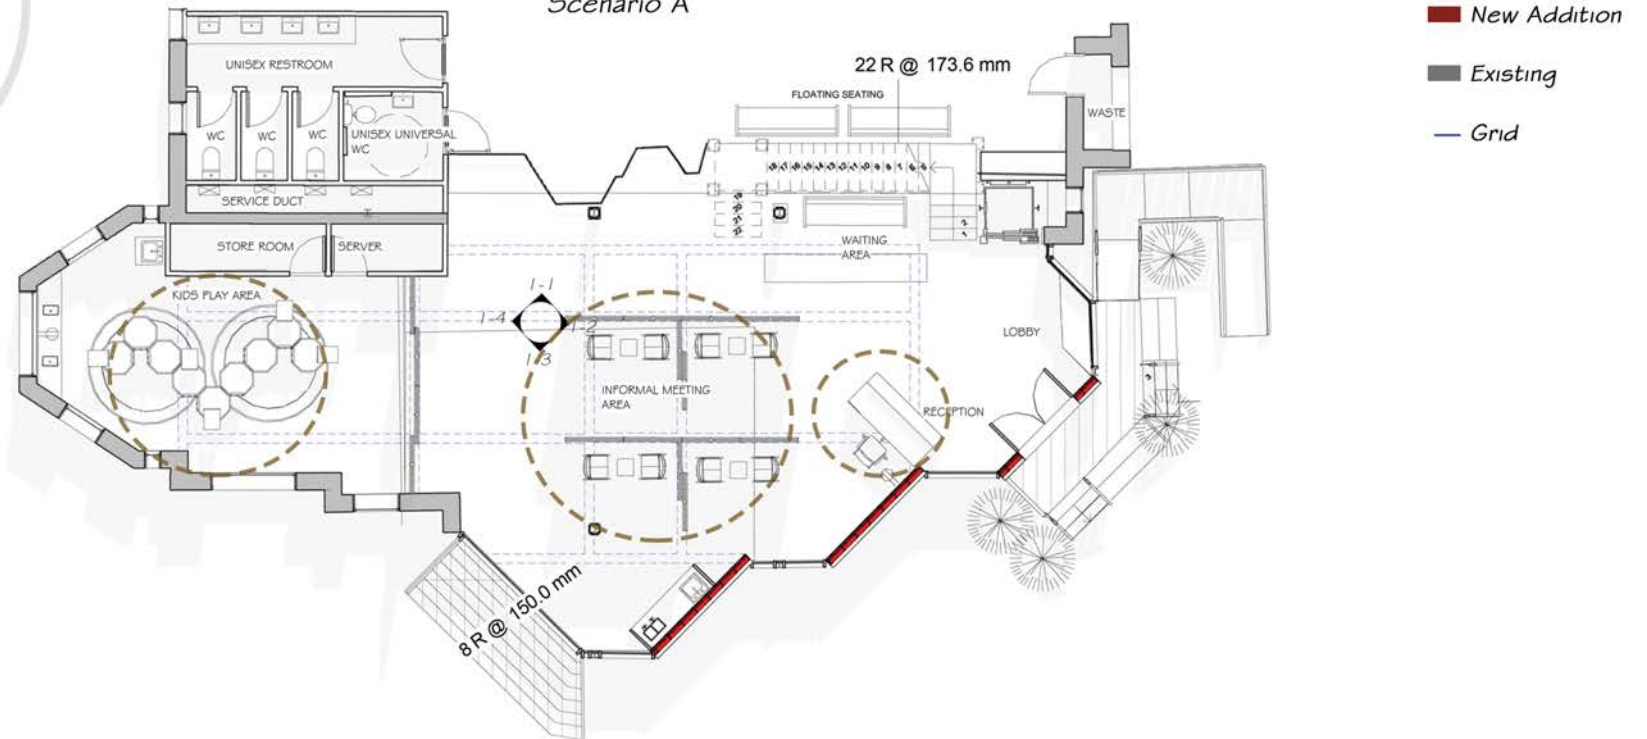 Scenario A
New Addition
Existing
Grid
22 R @ 173.6 mm
FLOATING SEATING
UNISEX RESTROOM
WASTE
WC
WC
WC
UNISEX UNIVERSAL
WC
SERVICE DUCT
STORE ROOM
SERVER
WAITING
AREA
KIDS PLAY AREA
1-1
1-4
1-2
1-3
LOBBY
INFORMAL MEETING
AREA
RECEPTION
8 R @ 150.0 mm